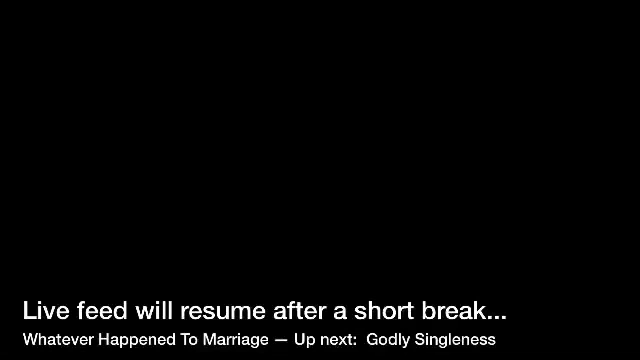 Live feed will resume after a short break...
Whatever Happened To Marriage — Up next:  Godly Singleness